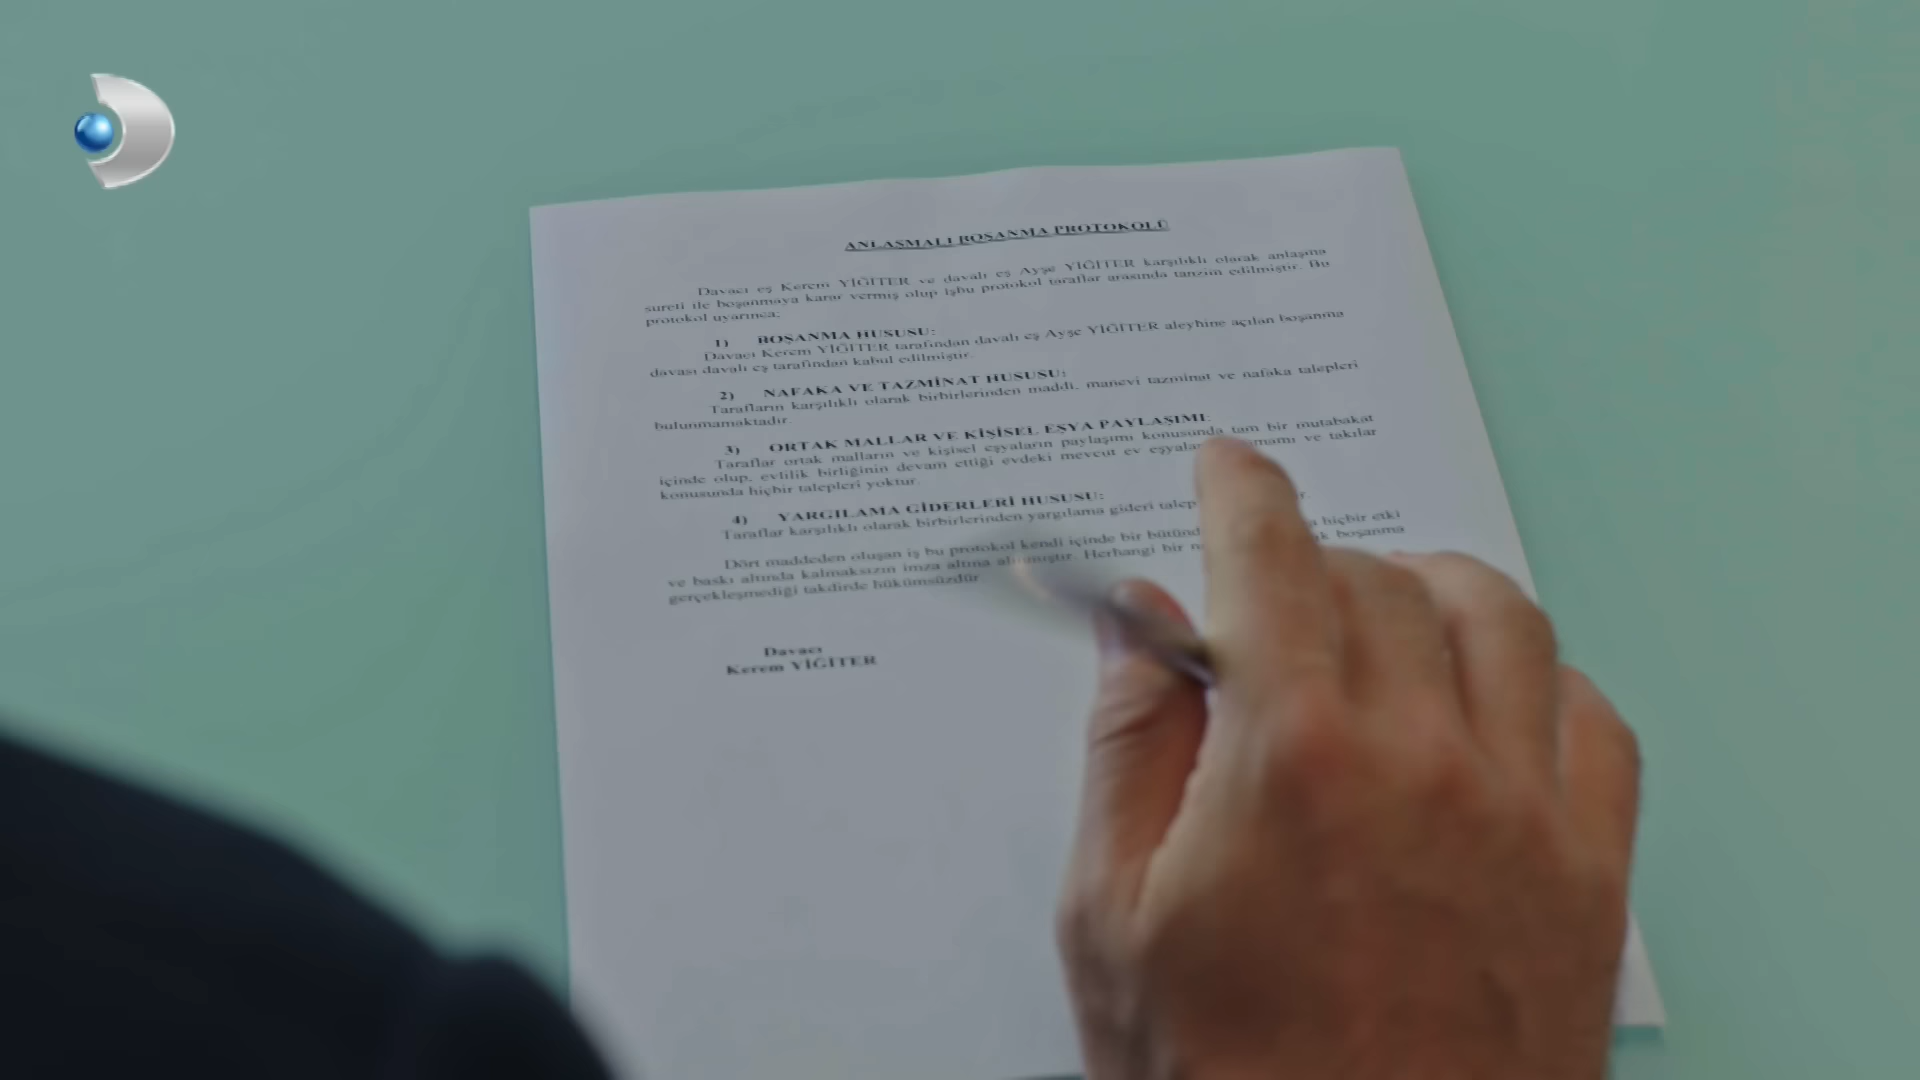 ANLAŞMALI BOŞANMA PROTOKOLÜ
Davacı eş Kerem YİĞİTER ve davalı eş Ayşe YİĞİTER karşılıklı olarak anlaşma
sureti ile boşanmaya karar vermiş olup işbu protokol taraflar arasında tanzim edilmiştir. Bu
protokol uyarınca;
1) BOŞANMA HUSUSU:
Davacı Kerem YİĞİTER tarafından davalı eş Ayşe YİĞİTER aleyhine açılan boşanma
davası davalı eş tarafından kabul edilmiştir.
2) NAFAKA VE TAZMİNAT HUSUSU:
Tarafların karşılıklı olarak birbirlerinden maddi, manevi tazminat ve nafaka talepleri
bulunmamaktadır.
3) ORTAK MALLAR VE KİŞİSEL EŞYA PAYLAŞIMI:
Taraflar ortak malların ve kişisel eşyaların paylaşımı konusunda tam bir mutabakat
içinde olup, evlilik birliğinin devam ettiği evdeki mevcut ev ve takılar
konusunda hiçbir talepleri yoktur.
4) YARGILAMA GİDERLERİ HUSUSU:
Taraflar karşılıklı olarak birbirlerinden yargılama gideri
Dört maddeden oluşan iş bu protokol kendi içinde bir hiçbir etki
ve baskı altında kalmaksızın imza altına alınmıştır. Herhangi bir boşanma
gerçekleşmediği takdirde hükümsüzdür
Davacı
Kerem YİĞİTER